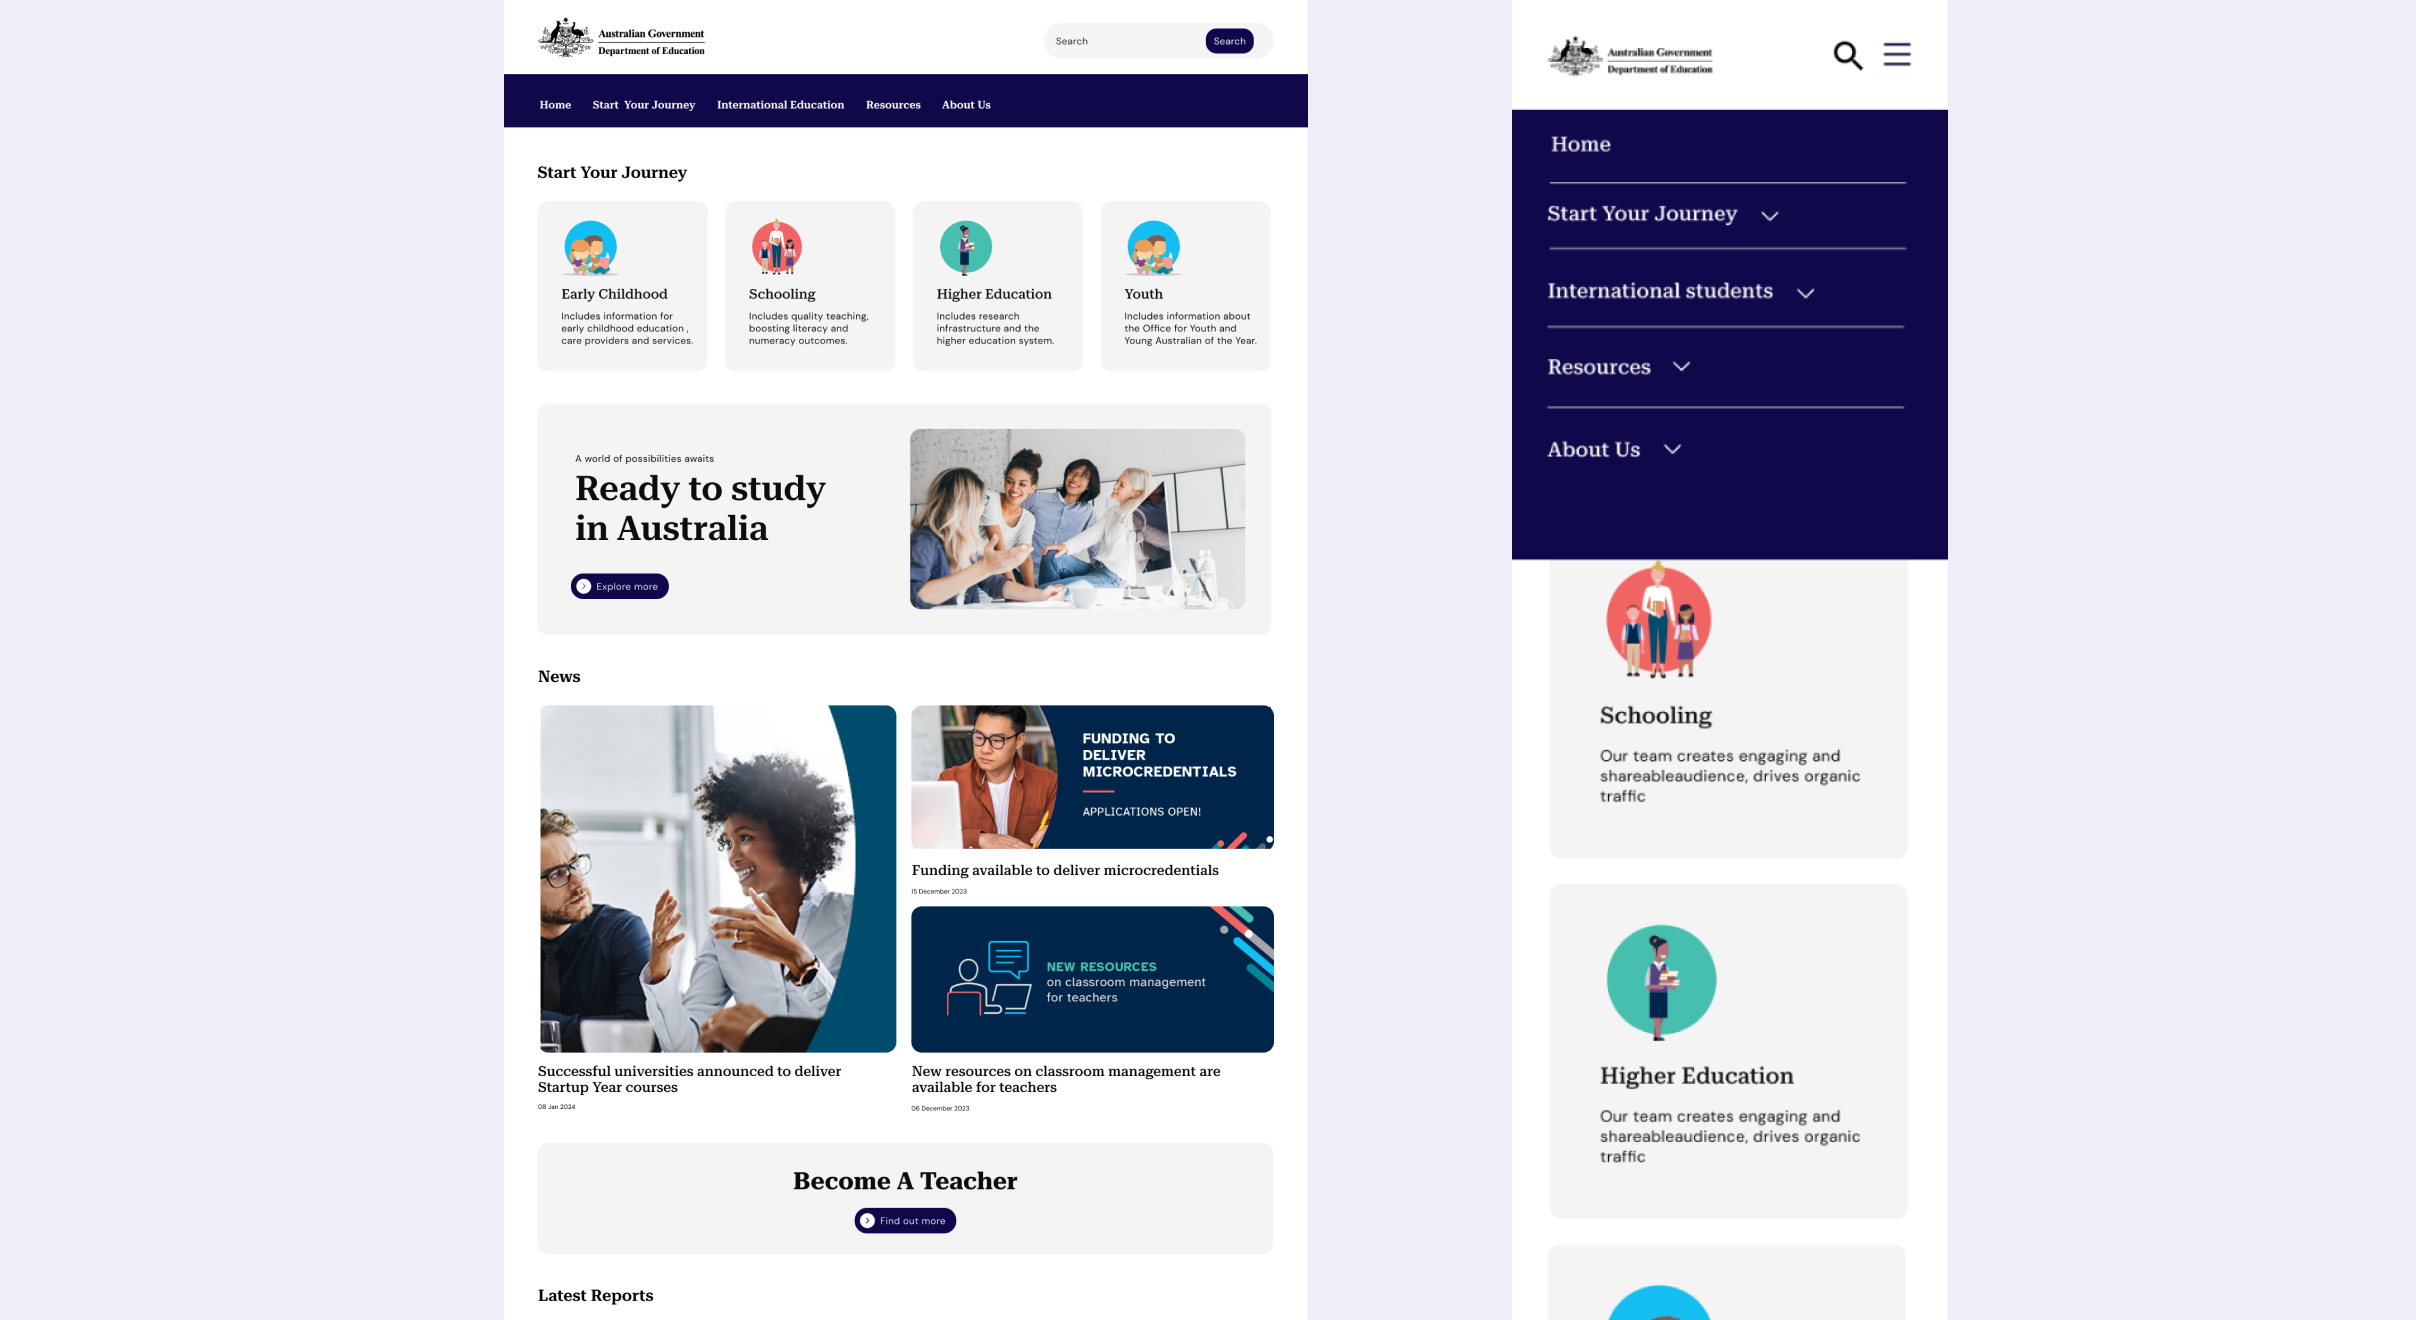 Australian Government
Department of Education
Search
Search
Home
Start Your Journey
International Education
Resources
About Us
Start Your Journey
Early Childhood
Includes information for
early childhood education ,
care providers and services.
Schooling
Includes quality teaching,
boosting literacy and
numeracy outcomes.
Higher Education
Includes research
infrastructure and the
higher education system.
Youth
Includes information about
the Office for Youth and
Young Australian of the Year.
A world of possibilities awaits
Ready to study
in Australia
Explore more
News
Successful universities announced to deliver
Startup Year courses
08 Jan 2024
FUNDING TO
DELIVER
MICROCREDENTIALS
APPLICATIONS OPEN!
Funding available to deliver microcredentials
15 December 2023
NEW RESOURCES
on classroom management
for teachers
New resources on classroom management are
available for teachers
06 December 2023
Become A Teacher
Find out more
Latest Reports
Australian Government
Department of Education
Home
Start Your Journey
International students
Resources
About Us
Schooling
Our team creates engaging and
shareableaudience, drives organic
traffic
Higher Education
Our team creates engaging and
shareableaudience, drives organic
traffic